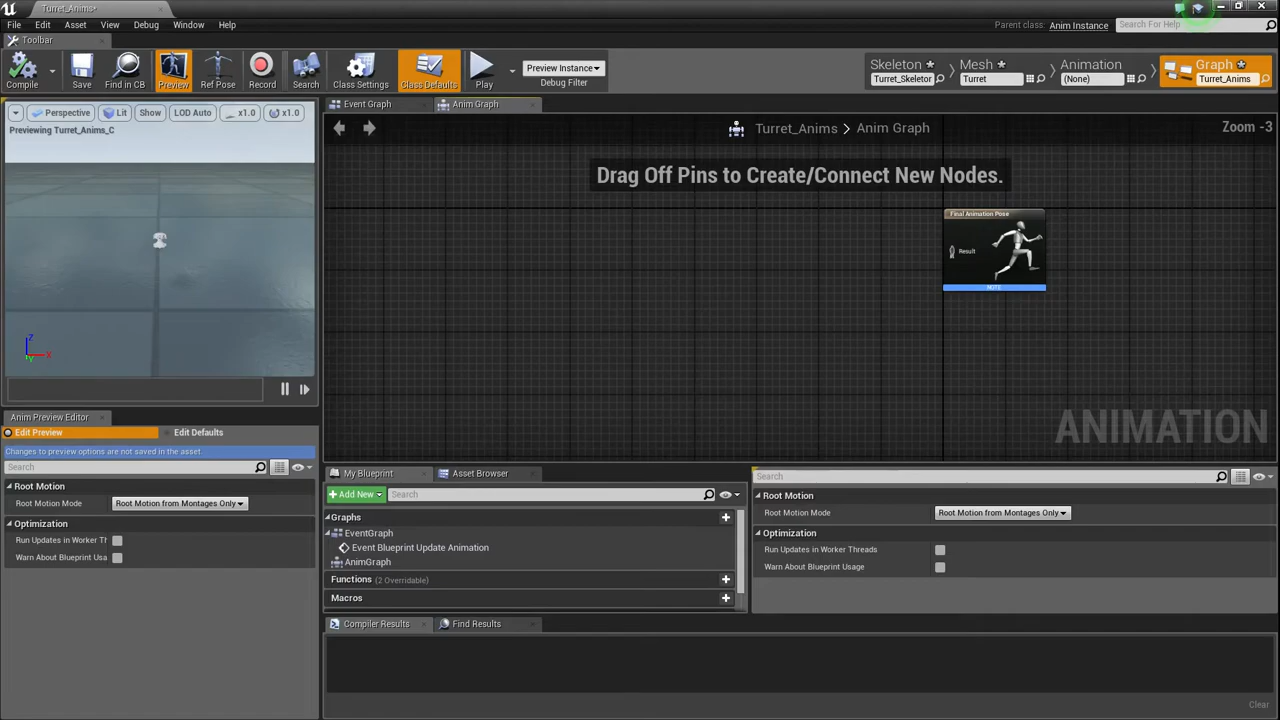 Turret_Anims*
File Edit Asset View Debug Window Help
Parent class: Anim Instance
Search For Help
Toolbar
Compile
Save
Find in CB
Preview
Ref Pose
Record
Search
Class Settings
Class Defaults
Play
Preview Instance
Debug Filter
Skeleton
Turret_Skeletor
Mesh
Turret
Animation
(None)
Graph
Turret_Anims
Perspective Lit Show LOD Auto x1.0 x1.0
Previewing Turret_Anims_C
Z
X
Y
Event Graph
Anim Graph
Turret_Anims > Anim Graph
Zoom -3
Drag Off Pins to Create/Connect New Nodes.
Final Animation Pose
Result
NOTE
ANIMATION
Anim Preview Editor
Edit Preview Edit Defaults
Changes to preview options are not saved in the asset
Search
Root Motion
Root Motion Mode Root Motion from Montages Only
Optimization
Run Updates in Worker Tł
Warn About Blueprint Usa
My Blueprint
Asset Browser
Add New
Search
Graphs
EventGraph
Event Blueprint Update Animation
AnimGraph
Functions (2 Overridable)
Macros
Search
Root Motion
Root Motion Mode Root Motion from Montages Only
Optimization
Run Updates in Worker Threads
Warn About Blueprint Usage
Compiler Results
Find Results
Clear